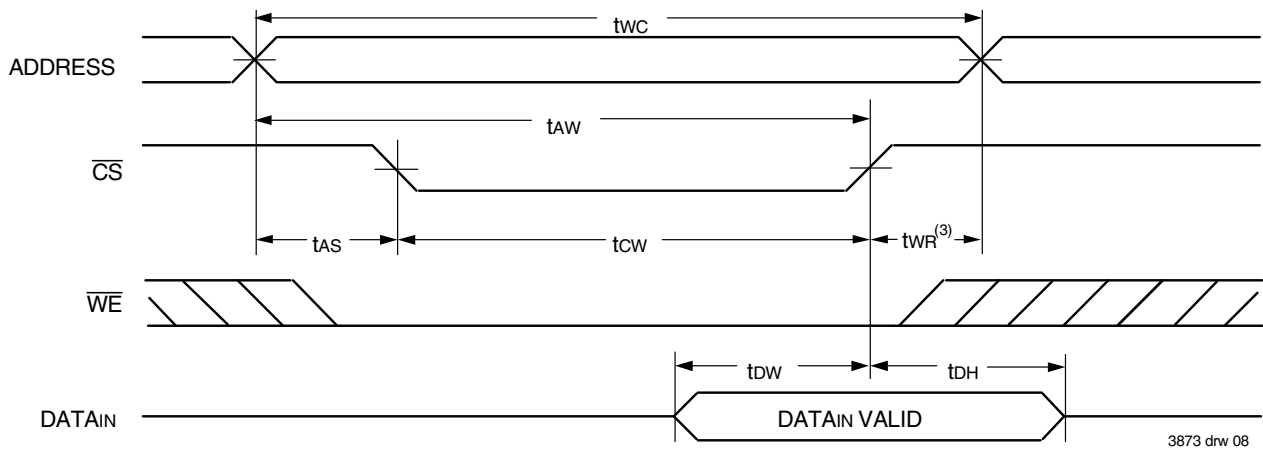 tWC
ADDRESS
tAW
CS
tAS
tCW
tWR(3)
WE
tDW
tDH
DATAIN
DATAIN VALID
3873 drw 08